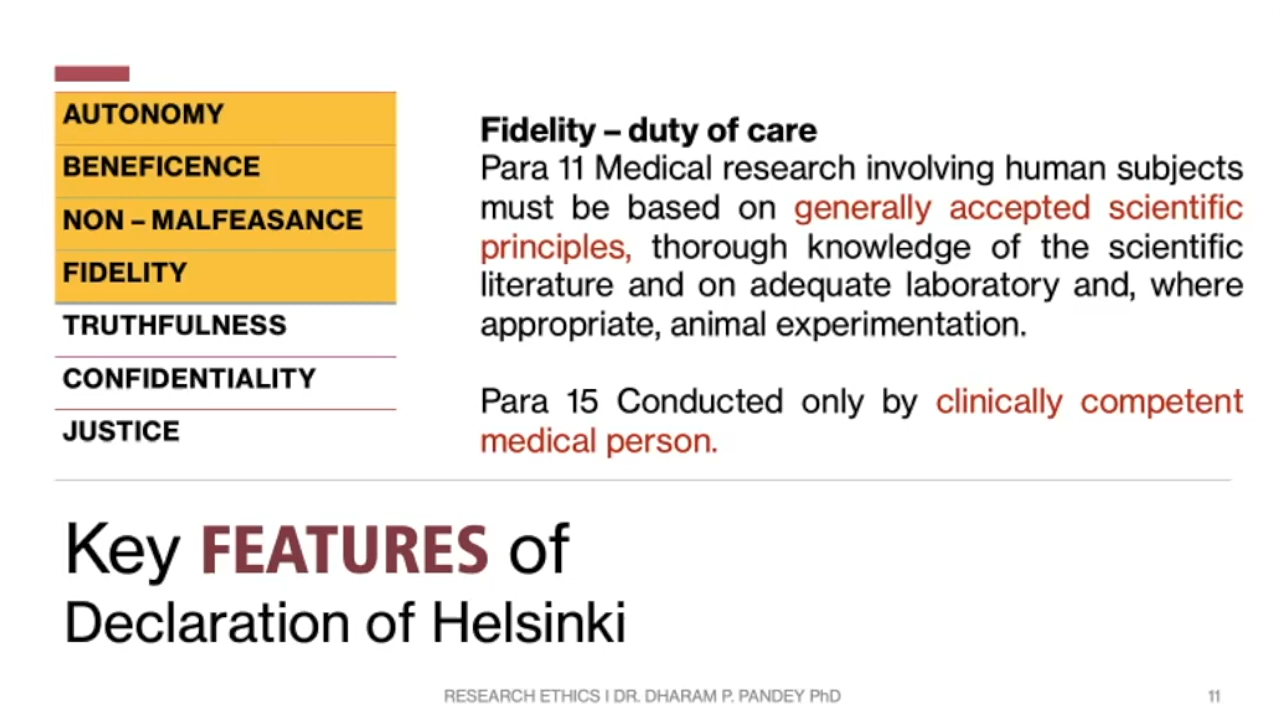 AUTONOMY
BENEFICENCE
NON – MALFEASANCE
FIDELITY
TRUTHFULNESS
CONFIDENTIALITY
JUSTICE
Fidelity – duty of care
Para 11 Medical research involving human subjects
must be based on generally accepted scientific
principles, thorough knowledge of the scientific
literature and on adequate laboratory and, where
appropriate, animal experimentation.
Para 15 Conducted only by clinically competent
medical person.
Key FEATURES of
Declaration of Helsinki
RESEARCH ETHICS I DR. DHARAM P. PANDEY PhD
11